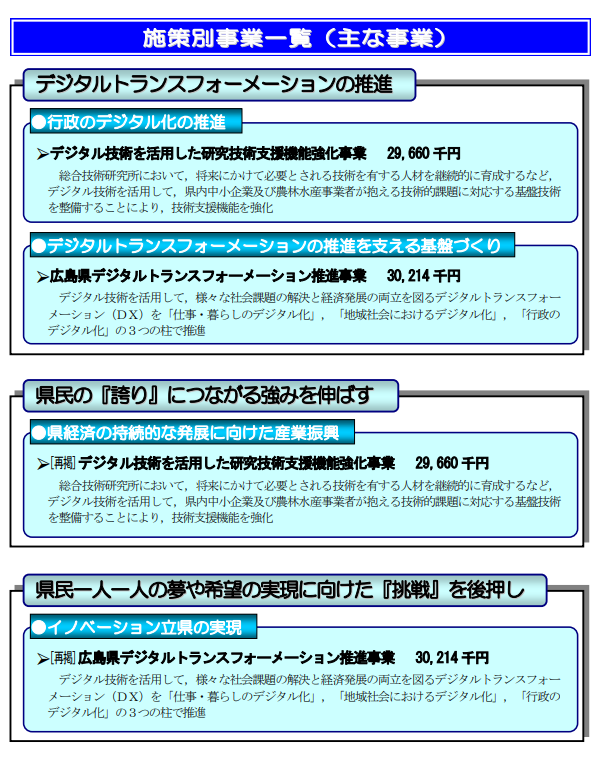 施策別事業一覧（主な事業）
デジタルトランスフォーメーションの推進
●行政のデジタル化の推進
➢デジタル技術を活用した研究技術支援機能強化事業　29,660 千円
総合技術研究所において，将来にかけて必要とされる技術を有する人材を継続的に育成するなど，
デジタル技術を活用して，県内中小企業及び農林水産事業者が抱える技術的課題に対応する基盤技術
を整備することにより，技術支援機能を強化
●デジタルトランスフォーメーションの推進を支える基盤づくり
➢広島県デジタルトランスフォーメーション推進事業　30,214 千円
デジタル技術を活用して，様々な社会課題の解決と経済発展の両立を図るデジタルトランスフォー
メーション（ＤＸ）を「仕事・暮らしのデジタル化」，「地域社会におけるデジタル化」，「行政の
デジタル化」の３つの柱で推進
県民の『誇り』につながる強みを伸ばす
●県経済の持続的な発展に向けた産業振興
➢[再掲] デジタル技術を活用した研究技術支援機能強化事業　29,660 千円
総合技術研究所において，将来にかけて必要とされる技術を有する人材を継続的に育成するなど，
デジタル技術を活用して，県内中小企業及び農林水産事業者が抱える技術的課題に対応する基盤技術
を整備することにより，技術支援機能を強化
県民一人一人の夢や希望の実現に向けた『挑戦』を後押し
●イノベーション立県の実現
➢[再掲] 広島県デジタルトランスフォーメーション推進事業　30,214 千円
デジタル技術を活用して，様々な社会課題の解決と経済発展の両立を図るデジタルトランスフォー
メーション（ＤＸ）を「仕事・暮らしのデジタル化」，「地域社会におけるデジタル化」，「行政の
デジタル化」の３つの柱で推進